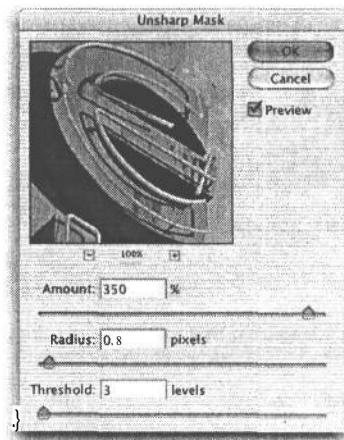 Unsharp Mask
OK
Cancel
Preview
100%
Amount: 350 %
Radius: 0.8 pixels
Threshold: 3 levels
.}